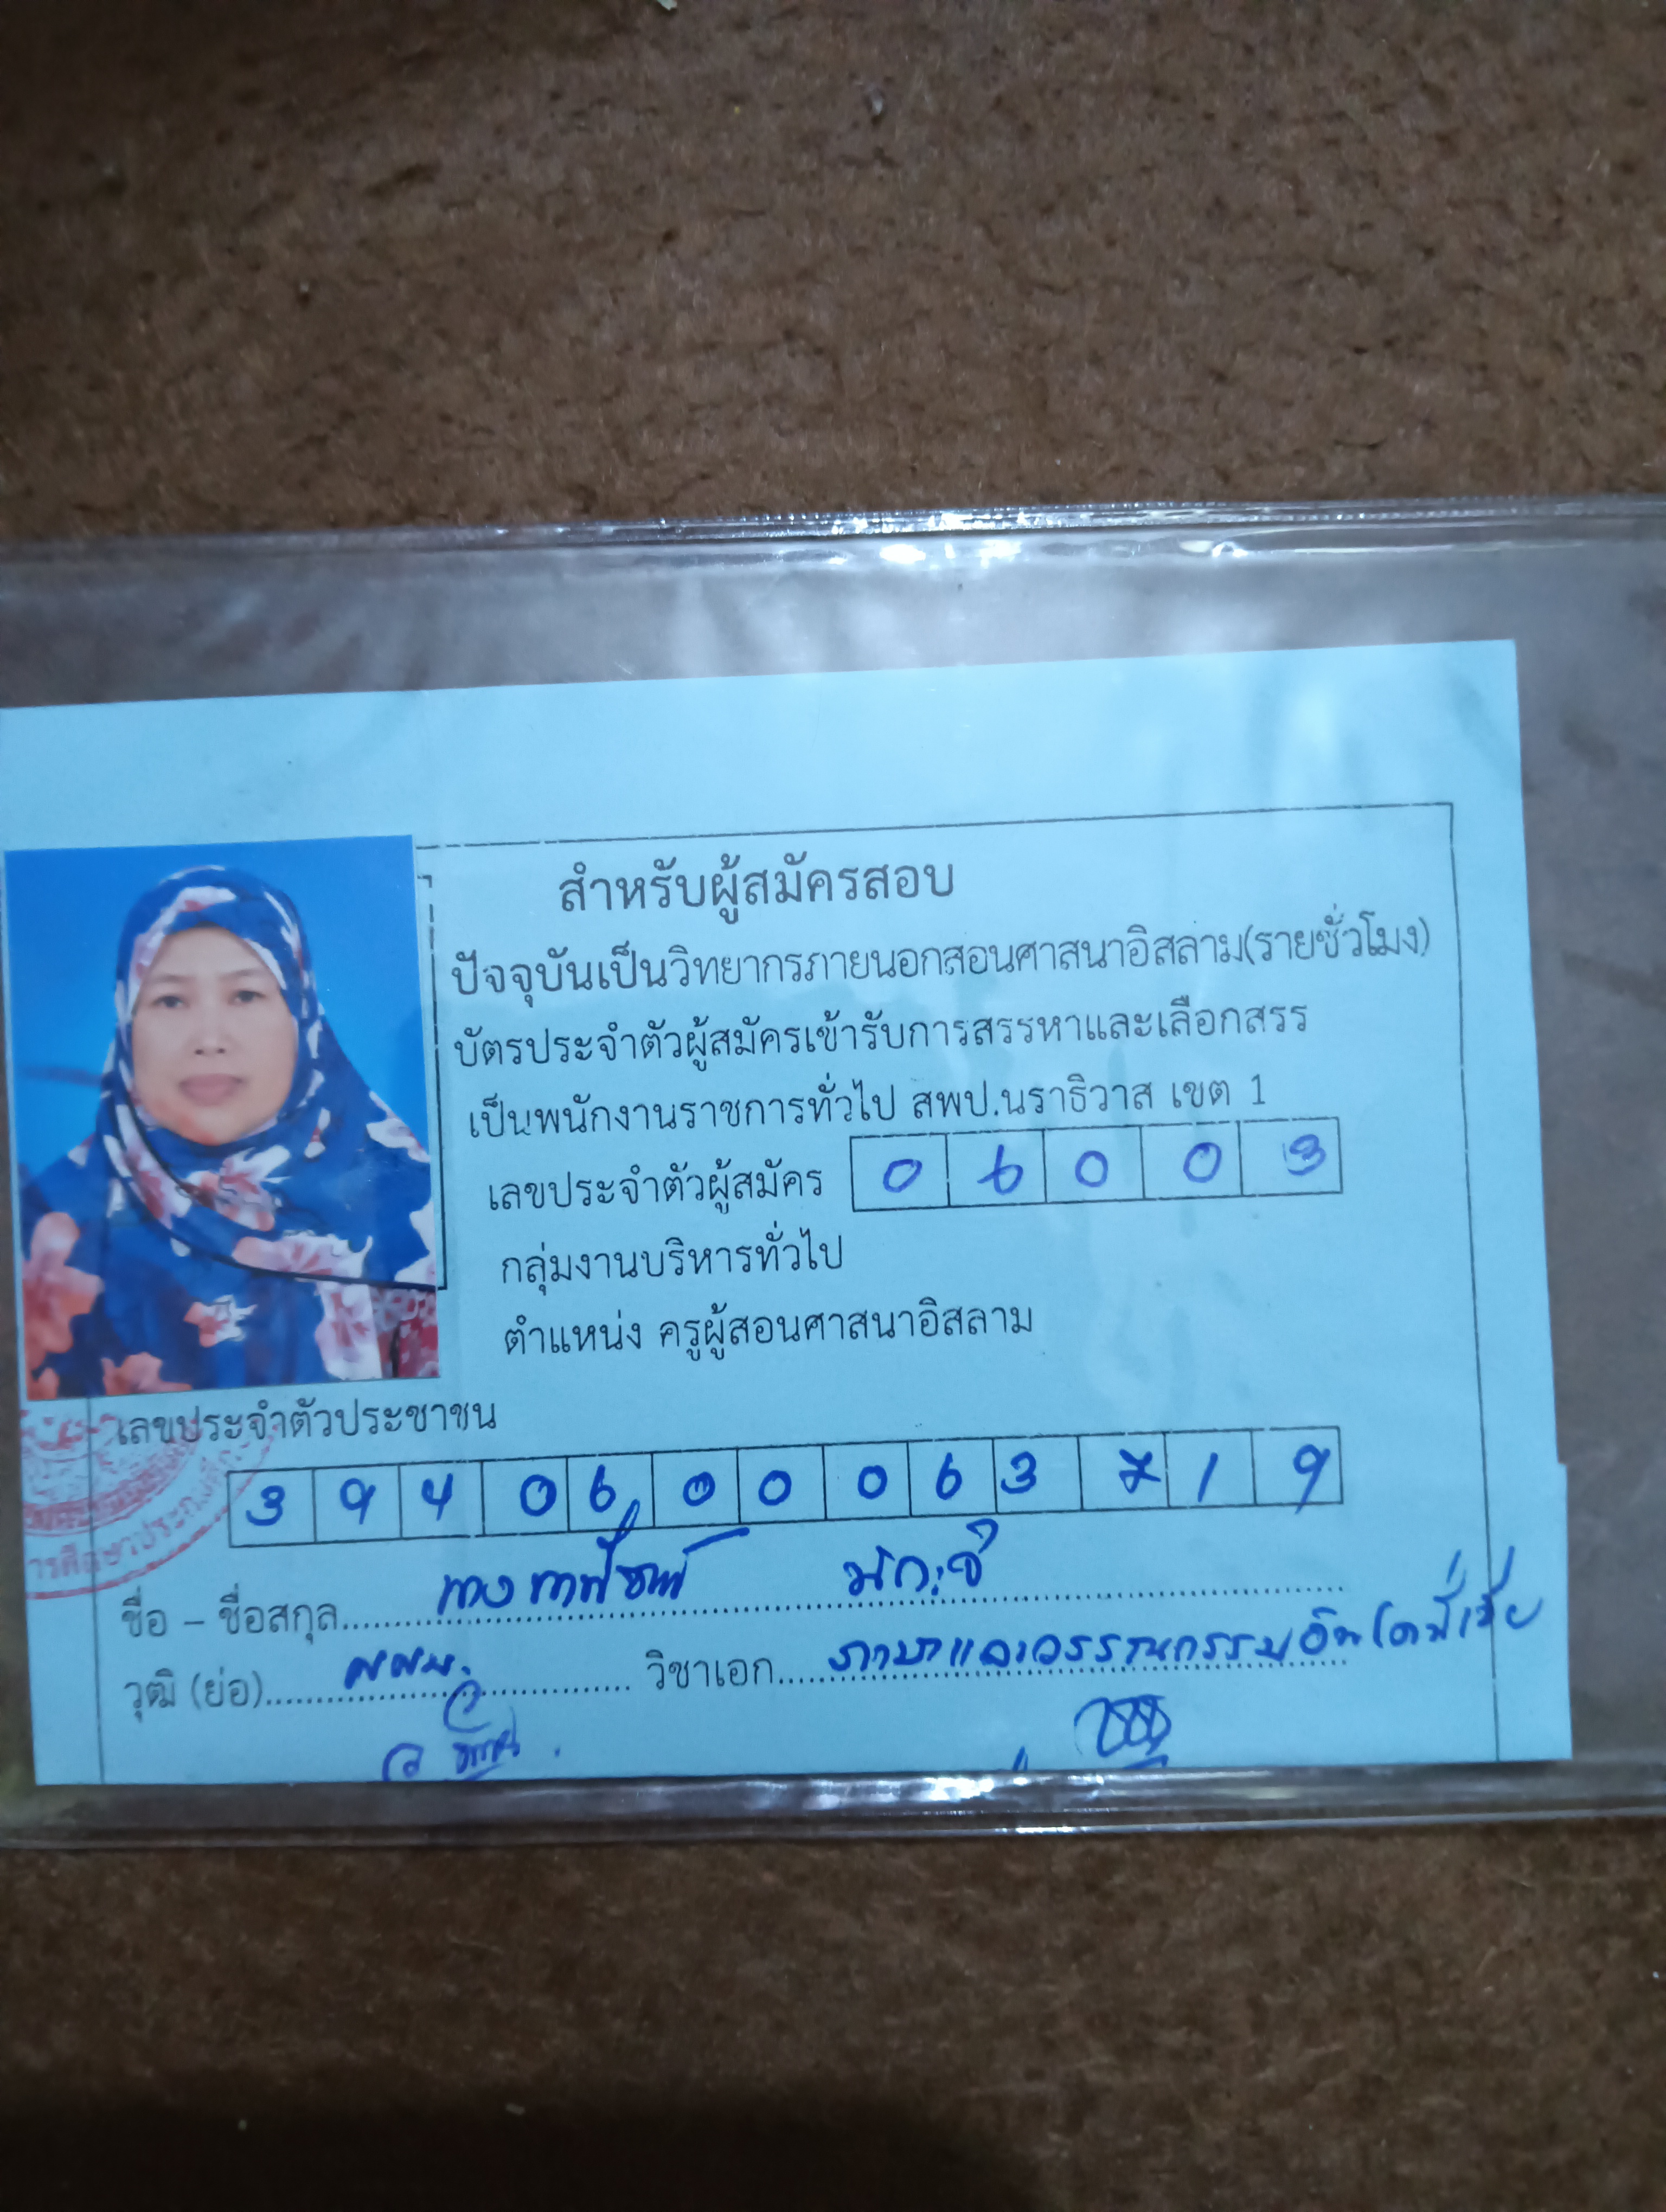 สำหรับผู้สมัครสอบ
ปัจจุบันเป็นวิทยากรภายนอกสอนศาสนาอิสลาม(รายชั่วโมง)
บัตรประจำตัวผู้สมัครเข้ารับการสรรหาและเลือกสรร
เป็นพนักงานราชการทั่วไป สพป.นราธิวาส เขต 1
เลขประจำตัวผู้สมัคร 0 6 0 0 3
กลุ่มงานบริหารทั่วไป
ตำแหน่ง ครูผู้สอนศาสนาอิสลาม
เลขประจำตัวประชาชน
3 9 4 0 6 0 0 0 6 3 7 1 9
ชื่อ - ชื่อสกุล
วุฒิ (ย่อ) ศศบ. วิชาเอก ภาษาและวรรณกรรมอินโดนีเซีย